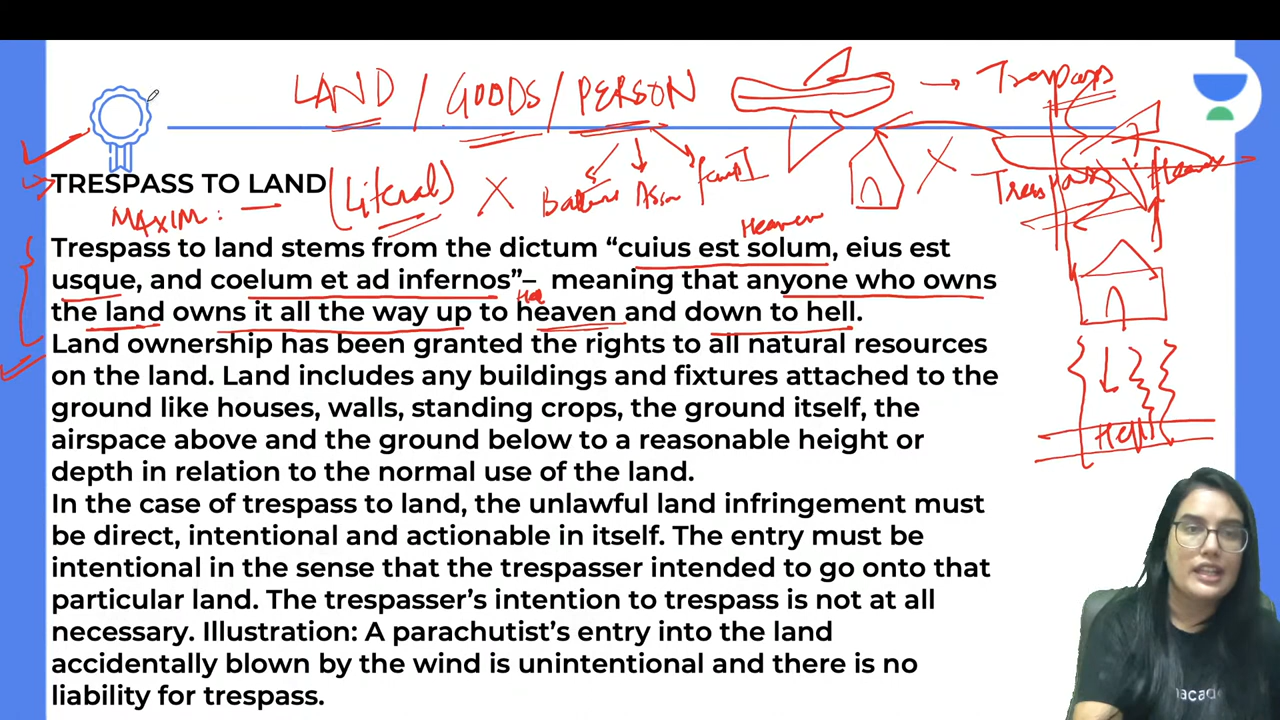 LAND / GOODS / PERSON → Trespass
TRESPASS TO LAND (Literal)
MAXIM:
Trespass
Heaven
Heaven
Trespass to land stems from the dictum “cuius est solum, eius est
usque, and coelum et ad infernos”– meaning that anyone who owns
the land owns it all the way up to heaven and down to hell.
Land ownership has been granted the rights to all natural resources
on the land. Land includes any buildings and fixtures attached to the
ground like houses, walls, standing crops, the ground itself, the
airspace above and the ground below to a reasonable height or
depth in relation to the normal use of the land.
Hell
In the case of trespass to land, the unlawful land infringement must
be direct, intentional and actionable in itself. The entry must be
intentional in the sense that the trespasser intended to go onto that
particular land. The trespasser’s intention to trespass is not at all
necessary. Illustration: A parachutist’s entry into the land
accidentally blown by the wind is unintentional and there is no
liability for trespass.